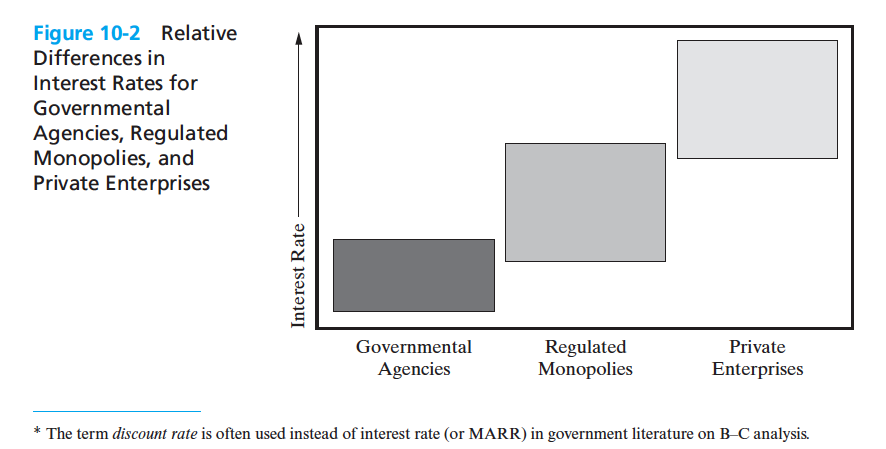 Figure 10-2 Relative
Differences in
Interest Rates for
Governmental
Agencies, Regulated
Monopolies, and
Private Enterprises
Interest Rate
Governmental
Agencies
Regulated
Monopolies
Private
Enterprises
* The term discount rate is often used instead of interest rate (or MARR) in government literature on B–C analysis.